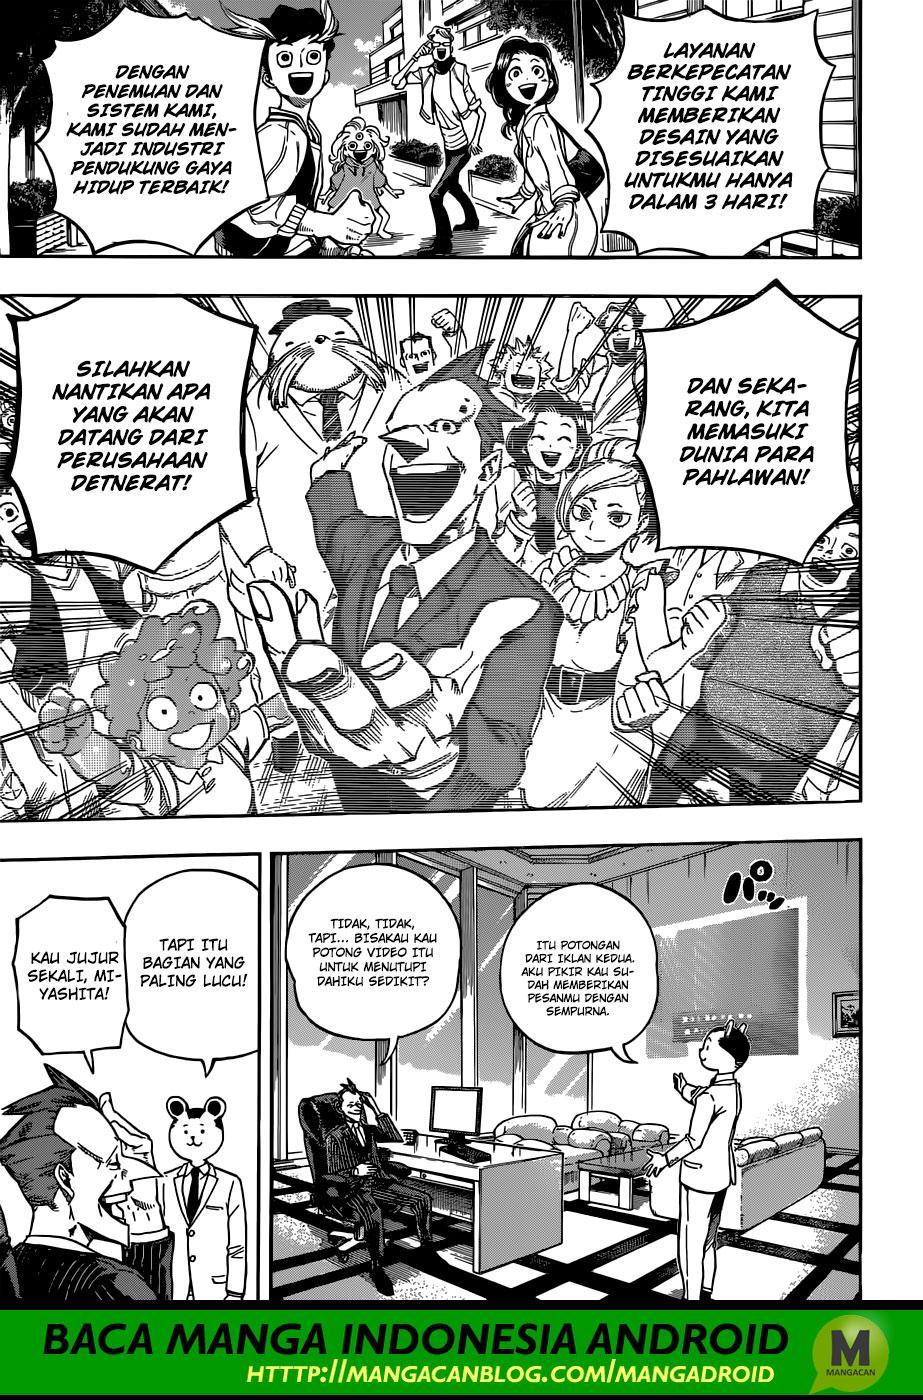 LAYANAN
BERKEPECATAN
TINGGI KAMI
MEMBERIKAN
DESAIN YANG
DISESUAIKAN
UNTUKMU HANYA
DALAM 3 HARI!
DENGAN
PENEMUAN DAN
SISTEM KAMI,
KAMI SUDAH MEN-
JADI INDUSTRI
PENDUKUNG GAYA
HIDUP TERBAIK!
DAN SEKA-
RANG, KITA
MEMASUKI
DUNIA PARA
PAHLAWAN!
SILAHKAN
NANTIKAN APA
YANG AKAN
DATANG DARI
PERUSAHAAN
DETNERAT!
パッ
ITU POTONGAN
DARI IKLAN KEDUA.
AKU PIKIR KAU SU-
DAH MEMBERIKAN
PESANMU DENGAN
SEMPURNA.
TIDAK, TIDAK,
TAPI... BISAKAU KAU
POTONG VIDEO ITU
UNTUK MENUTUPI
DAHIKU SEDIKIT?
TAPI ITU
BAGIAN YANG
PALING LUCU!
KAU JUJUR
SEKALI, MI-
YASHITA!
BACA MANGA INDONESIA ANDROID
HTTTP://MANGACANBLOG.COM/MANGADROID
M
MANGACAN